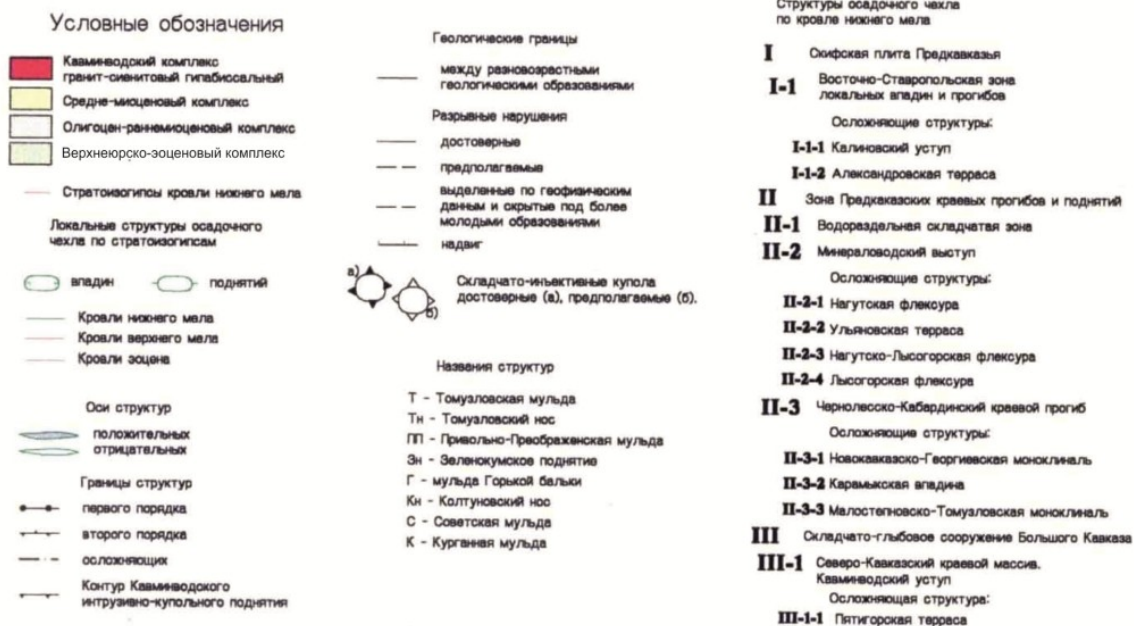 Условные обозначения
Кавминводский комплекс
гранит-сиенитовый гипабиссальный
Средне-миоценовый комплекс
Олигоцен-раннемиоценовый комплекс
Верхнеюрско-эоценовый комплекс
Стратоизогипсы кровли нижнего мела
Локальные структуры осадочного
чехла по стратоизогипсам
впадин
поднятий
Кровли нижнего мела
Кровли верхнего мела
Кровли эоцена
Оси структур
положительных
отрицательных
Границы структур
первого порядка
второго порядка
осложняющих
Контур Кавминводского
интрузивно-купольного поднятия
Геологические границы
между разновозрастными
геологическими образованиями
Разрывные нарушения
достоверные
предполагаемые
выделенные по геофизическим
данным и скрытые под более
молодыми образованиями
надвиг
а)
б)
Складчато-инъективные купола
достоверные (а), предполагаемые (б).
Названия структур
Т - Томузловская мульда
Тн - Томузловский нос
ПП - Привольно-Преображенская мульда
Зн - Зеленокумское поднятие
Г - мульда Горькой бальки
Кн - Колтуновский нос
С - Советская мульда
К - Курганная мульда
Структуры осадочного чехла
по кровле нижнего мела
I Скифская плита Предкавказья
I-1 Восточно-Ставропольская зона
локальных впадин и прогибов
Осложняющие структуры:
I-1-1 Калиновский уступ
I-1-2 Александровская терраса
II Зона Предкаказских краевых прогибов и поднятий
II-1 Водораздельная складчатая зона
II-2 Минераловодский выступ
Осложняющие структуры:
II-2-1 Нагутская флексура
II-2-2 Ульяновская терраса
II-2-3 Нагутско-Лысогорская флексура
II-2-4 Лысогорская флексура
II-3 Чернолесско-Кабардинский краевой прогиб
Осложняющие структуры:
II-3-1 Новокавказско-Георгиевская моноклиналь
II-3-2 Карамыкская впадина
II-3-3 Малостепновско-Томузловская моноклиналь
III Складчато-глыбовое сооружение Большого Кавказа
III-1 Северо-Кавказский краевой массив.
Кавминводский уступ
Осложняющая структура:
III-1-1 Пятигорская терраса